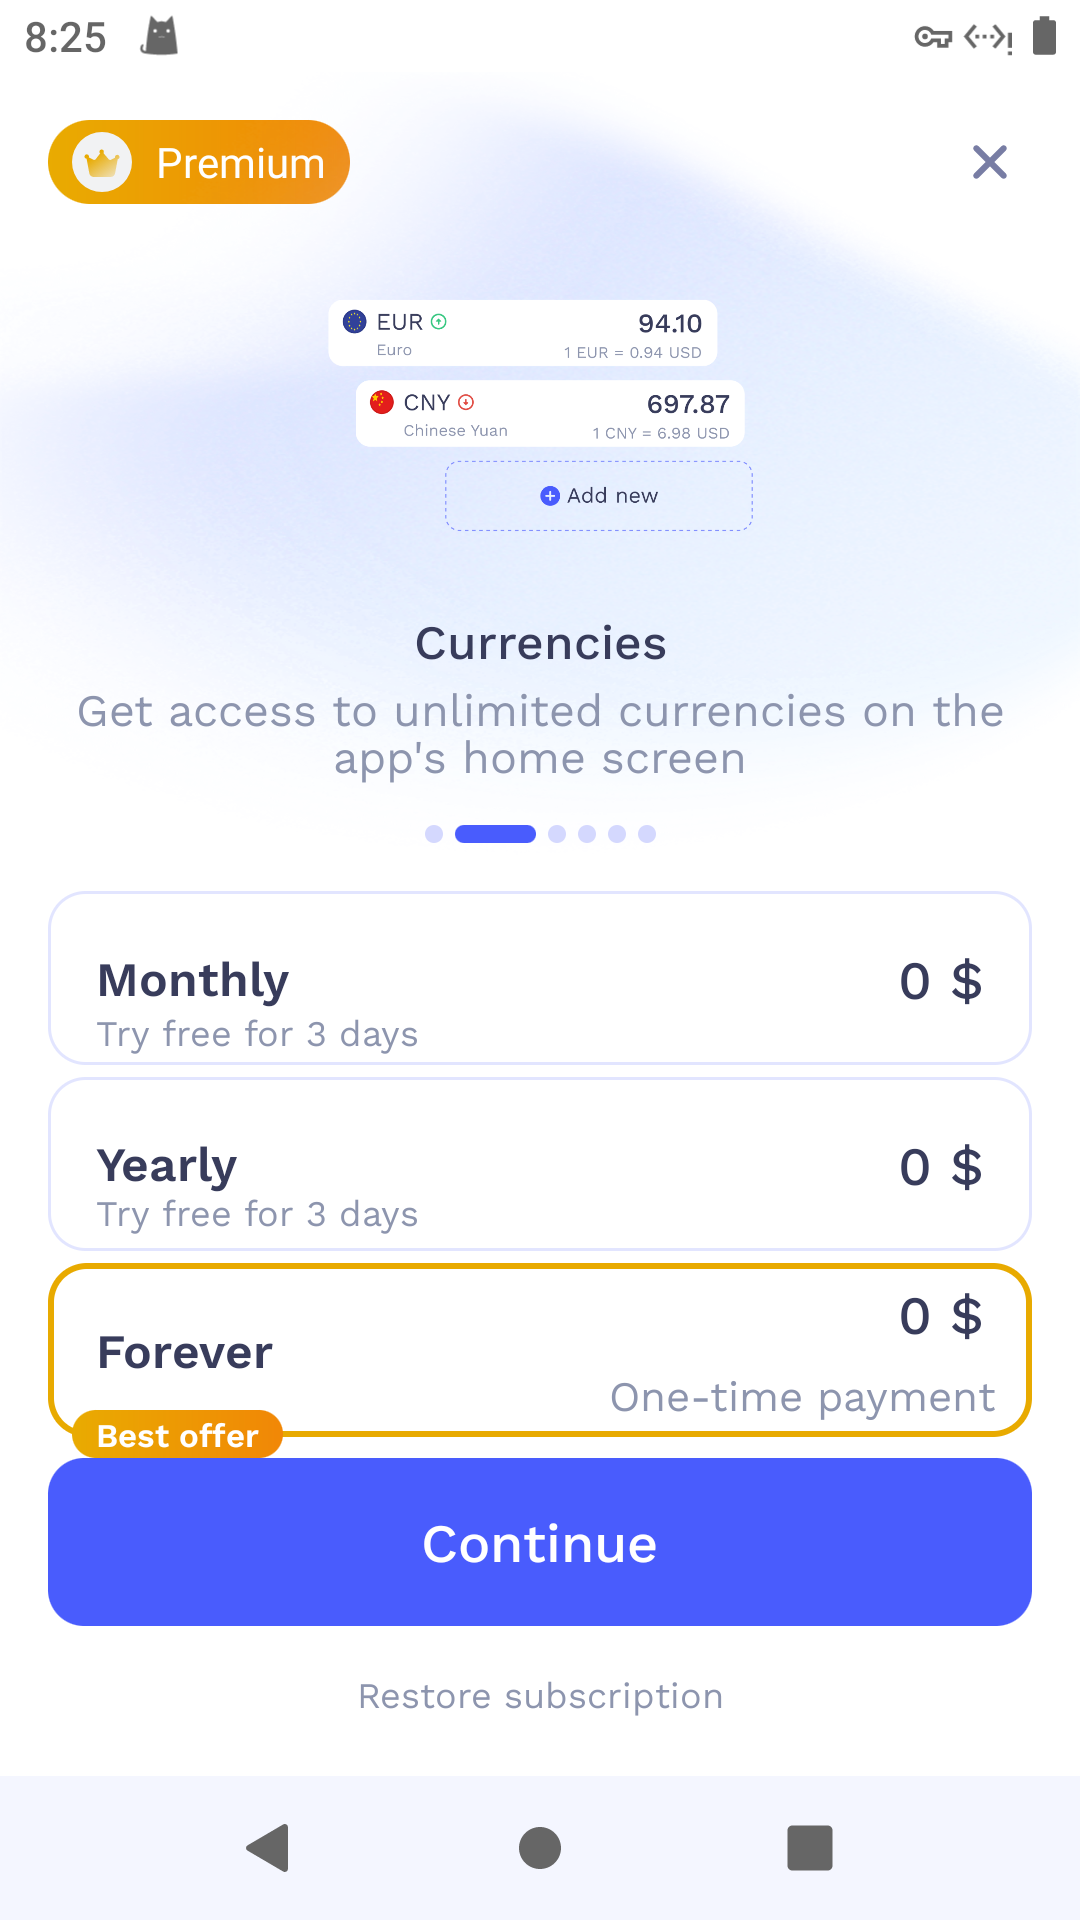 8:25
Premium
EUR
94.10
Euro
1 EUR = 0.94 USD
CNY
697.87
Chinese Yuan
1 CNY = 6.98 USD
Add new
Currencies
Get access to unlimited currencies on the
app's home screen
Monthly
0 $
Try free for 3 days
Yearly
0 $
Try free for 3 days
0 $
Forever
One-time payment
Best offer
Continue
Restore subscription